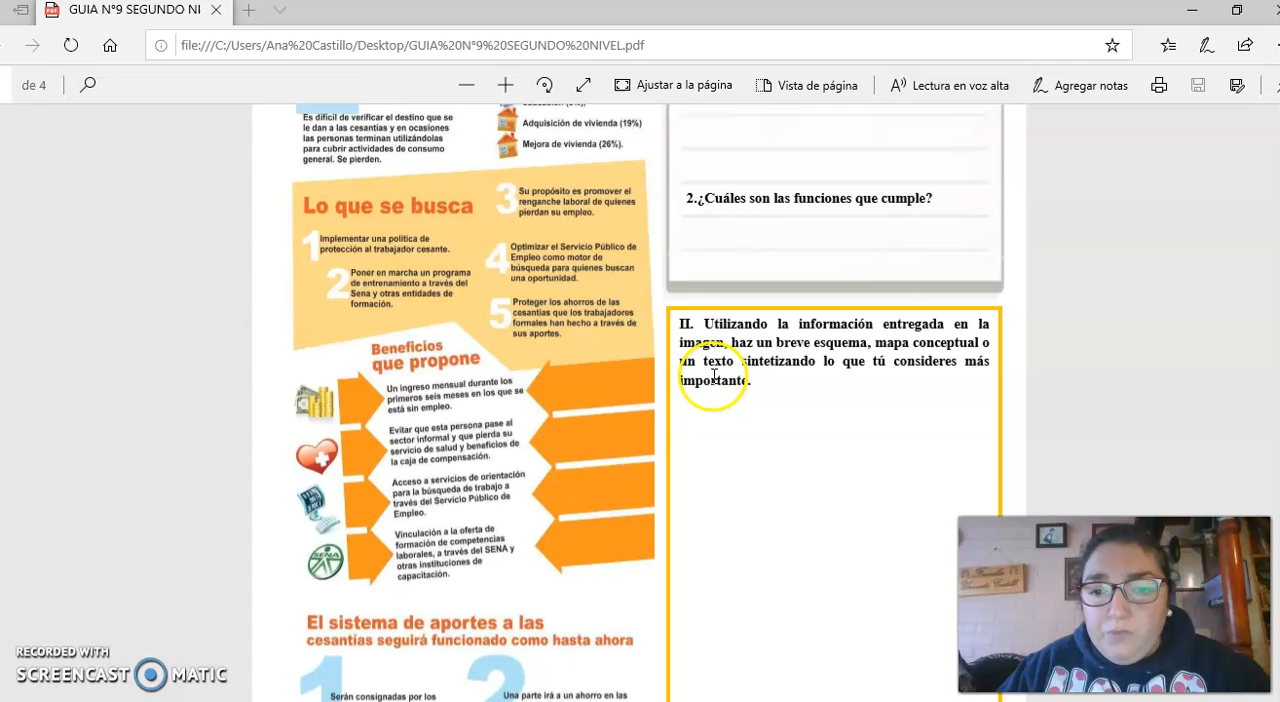 GUIA N°9 SEGUNDO NI
file:///C:/Users/Ana%20Castillo/Desktop/GUIA%20N°9%20SEGUNDO%20NIVEL.pdf
de 4
Ajustar a la página
Vista de página
Lectura en voz alta
Agregar notas
Es difícil de verificar el destino que se
le dan a las cesantías y en ocasiones
las personas terminan utilizándolas
para cubrir actividades de consumo
general. Se pierden.
Adquisición de vivienda (19%)
Mejora de vivienda (26%).
Lo que se busca
1 Implementar una política de
protección al trabajador cesante.
2 Poner en marcha un programa
de entrenamiento a través del
Sena y otras entidades de
formación.
3 Su propósito es promover el
renganche laboral de quienes
pierdan su empleo.
4 Optimizar el Servicio Público de
Empleo como motor de
búsqueda para quienes buscan
una oportunidad.
5 Proteger los ahorros de las
cesantías que los trabajadores
formales han hecho a través de
sus aportes.
Beneficios
que propone
Un ingreso mensual durante los
primeros seis meses en los que se
está sin empleo.
Evitar que esta persona pase al
sector informal y que pierda su
servicio de salud y beneficios de
la caja de compensación.
Acceso a servicios de orientación
para la búsqueda de trabajo a
través del Servicio Público de
Empleo.
Vinculación a la oferta de
formación de competencias
laborales, a través del SENA y
otras instituciones de
capacitación.
SENA
El sistema de aportes a las
cesantías seguirá funcionado como hasta ahora
1 Serán consignadas por los
2 Una parte irá a un ahorro en las
2.¿Cuáles son las funciones que cumple?
II. Utilizando la información entregada en la
imagen, haz un breve esquema, mapa conceptual o
un texto sintetizando lo que tú consideres más
importante.
RECORDED WITH
SCREENCAST MATIC